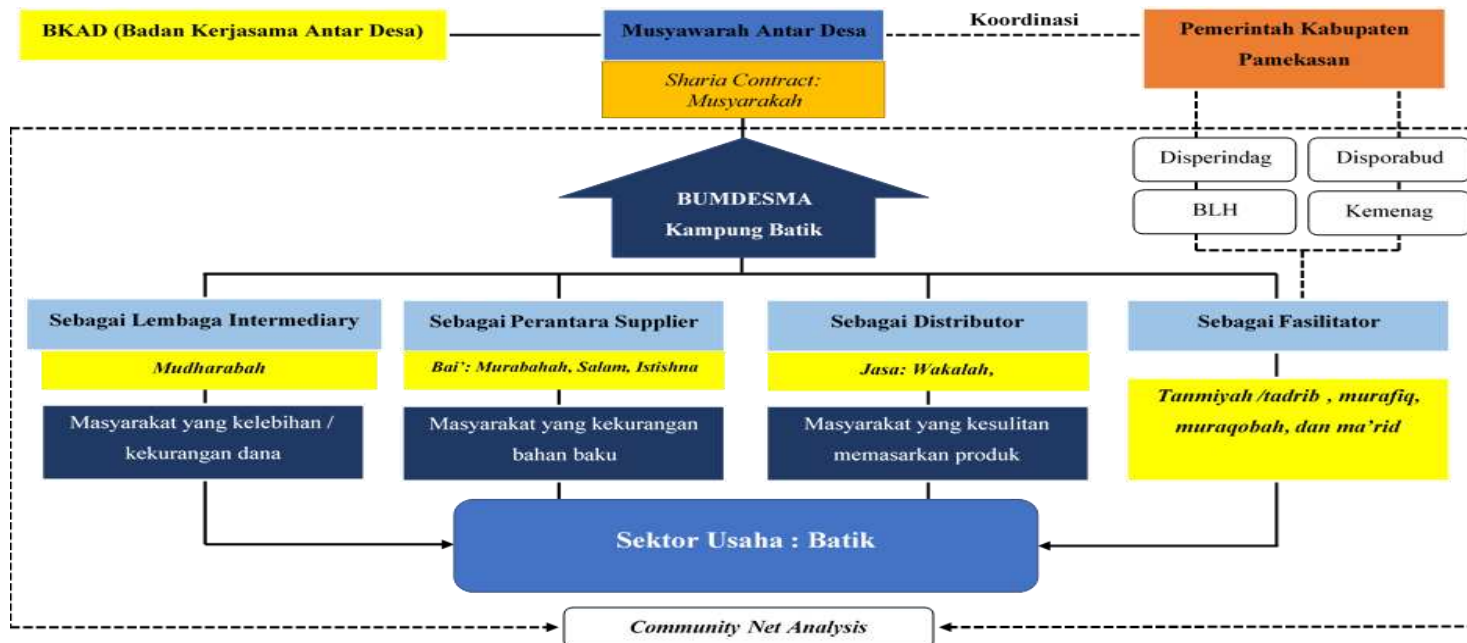 BKAD (Badan Kerjasama Antar Desa)
Musyawarah Antar Desa
Koordinasi
Pemerintah Kabupaten
Pamekasan
Sharia Contract:
Musyarakah
Disperindag
Disporabud
BLH
Kemenag
BUMDESMA
Kampung Batik
Sebagai Lembaga Intermediary
Mudharabah
Masyarakat yang kelebihan /
kekurangan dana
Sebagai Perantara Supplier
Bai’: Murabahah, Salam, Istishna
Masyarakat yang kekurangan
bahan baku
Sebagai Distributor
Jasa: Wakalah,
Masyarakat yang kesulitan
memasarkan produk
Sebagai Fasilitator
Tanmiyah /tadrib , murafiq,
muraqobah, dan ma’rid
Sektor Usaha : Batik
Community Net Analysis